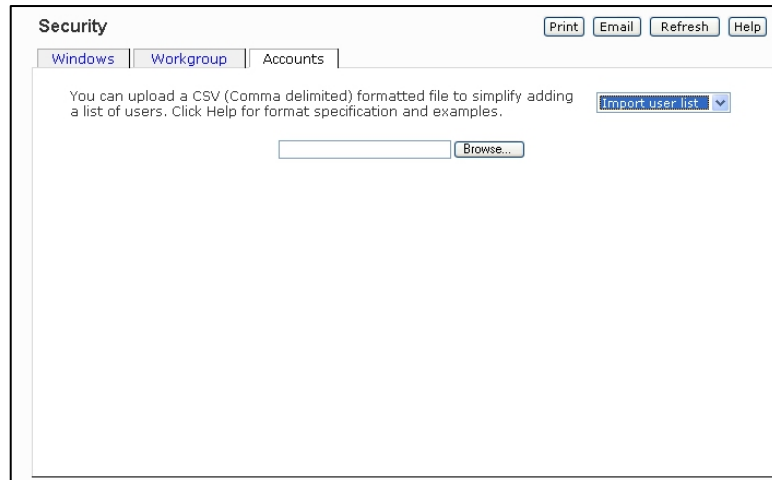 Security
Print Email Refresh Help
Windows Workgroup Accounts
You can upload a CSV (Comma delimited) formatted file to simplify adding
a list of users. Click Help for format specification and examples.
Import user list
Browse...